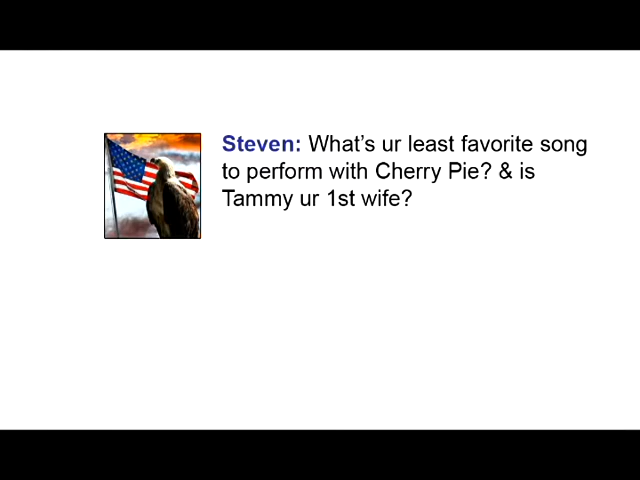 Steven: What’s ur least favorite song
to perform with Cherry Pie? & is
Tammy ur 1st wife?